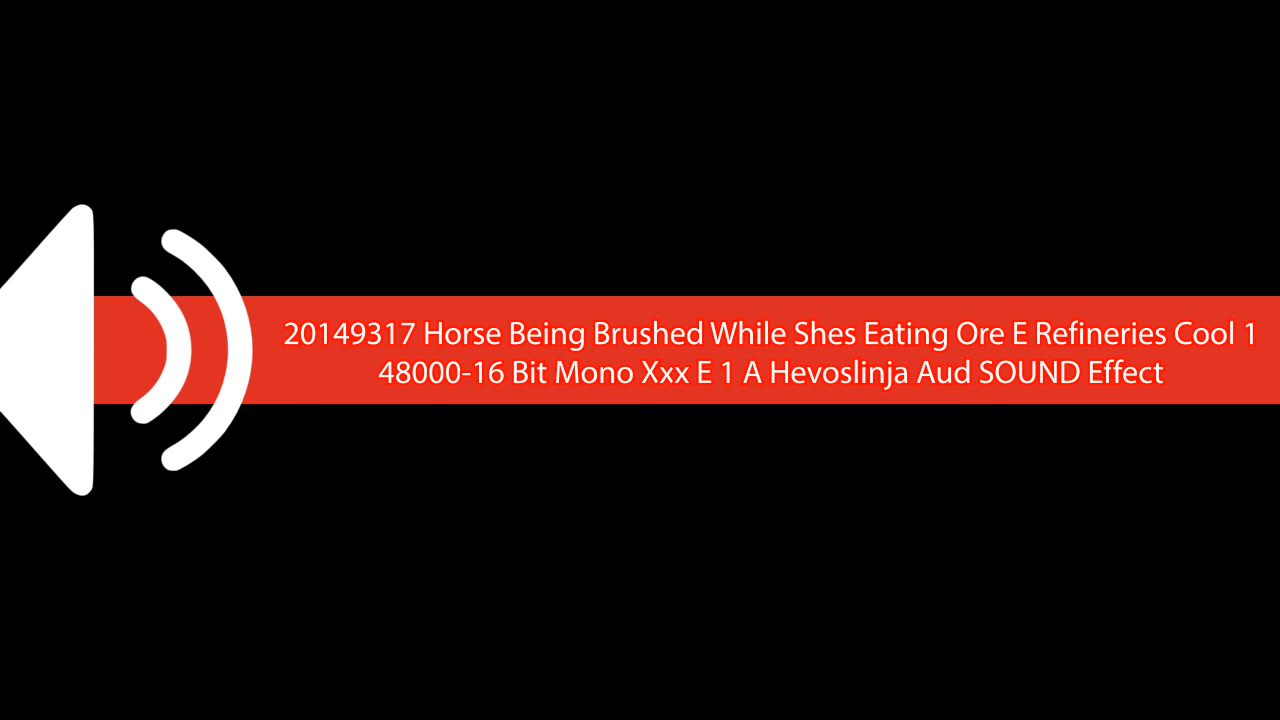 20149317 Horse Being Brushed While Shes Eating Ore E Refineries Cool 1
48000-16 Bit Mono Xxx E 1 A Hevoslinja Aud SOUND Effect